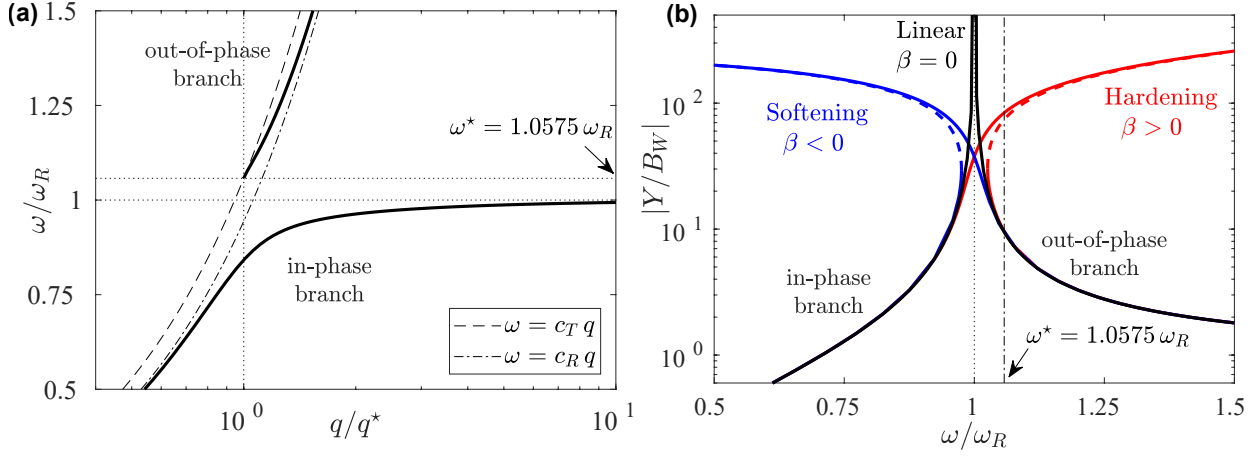 (a)
1.5
1.25
1
0.75
0.5
ω/ω_R
out-of-phase
branch
ω* = 1.0575 ω_R
in-phase
branch
ω = c_T q
ω = c_R q
10^0
10^1
q/q*
(b)
10^2
10^1
10^0
|Y/B_W|
Linear
β = 0
Softening
β < 0
Hardening
β > 0
in-phase
branch
out-of-phase
branch
ω* = 1.0575 ω_R
0.5
0.75
1
1.25
1.5
ω/ω_R